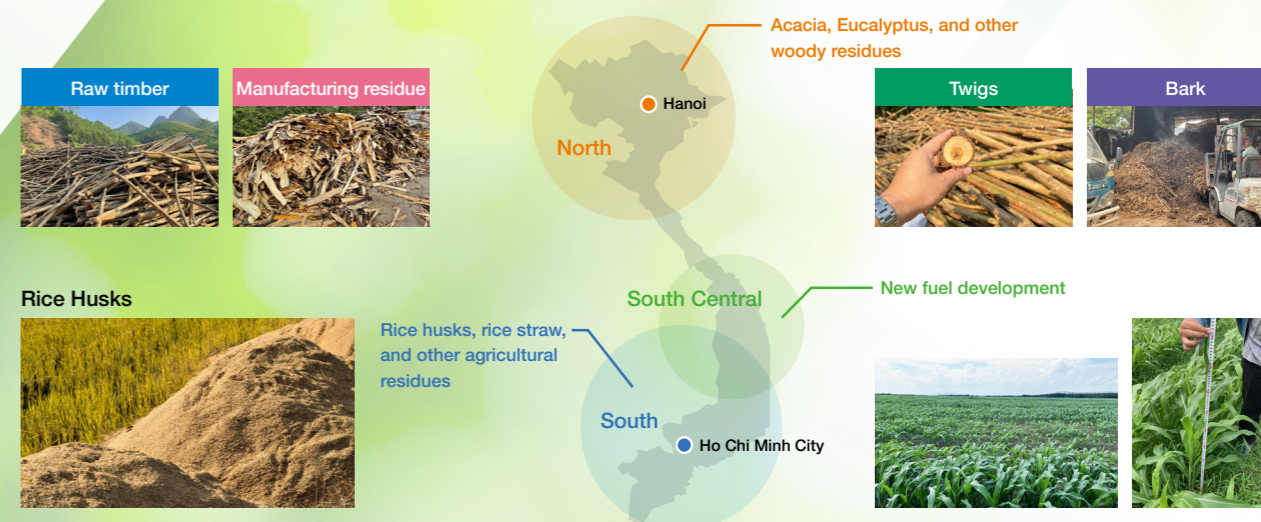 Acacia, Eucalyptus, and other
woody residues
Raw timber
Manufacturing residue
Twigs
Bark
Hanoi
North
Rice Husks
South Central
New fuel development
Rice husks, rice straw,
and other agricultural
residues
South
Ho Chi Minh City